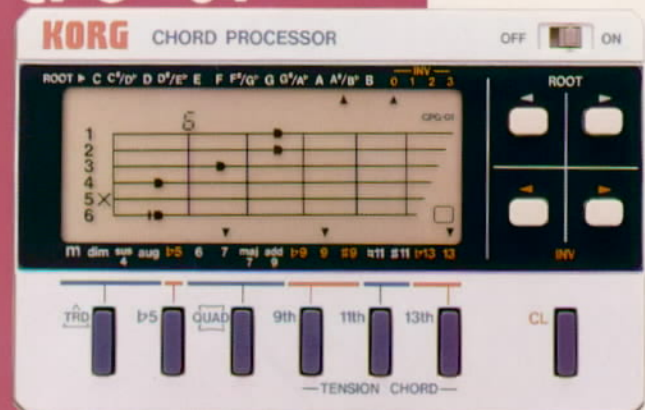 KORG CHORD PROCESSOR OFF ON
ROOT ► C C#/D♭ D D#/E♭ E F F#/G♭ G G#/A♭ A A#/B♭ B INV 0 1 2 3
ROOT
6
CPG-01
1
2
3
4
5 X
6
m dim sus4 aug ♭5 6 7 maj7 add9 ♭9 9 #9 ♮11 #11 ♭13 13
INV
TRD ♭5 QUAD 9th 11th 13th CL
TENSION CHORD